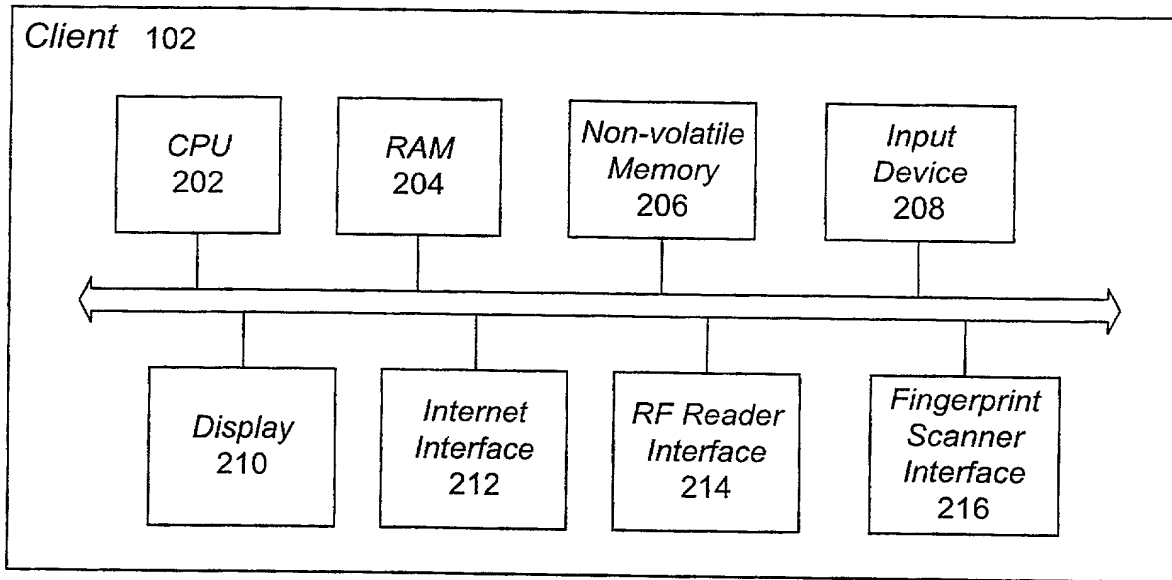 Client 102
CPU
202
RAM
204
Non-volatile
Memory
206
Input
Device
208
Display
210
Internet
Interface
212
RF Reader
Interface
214
Fingerprint
Scanner
Interface
216